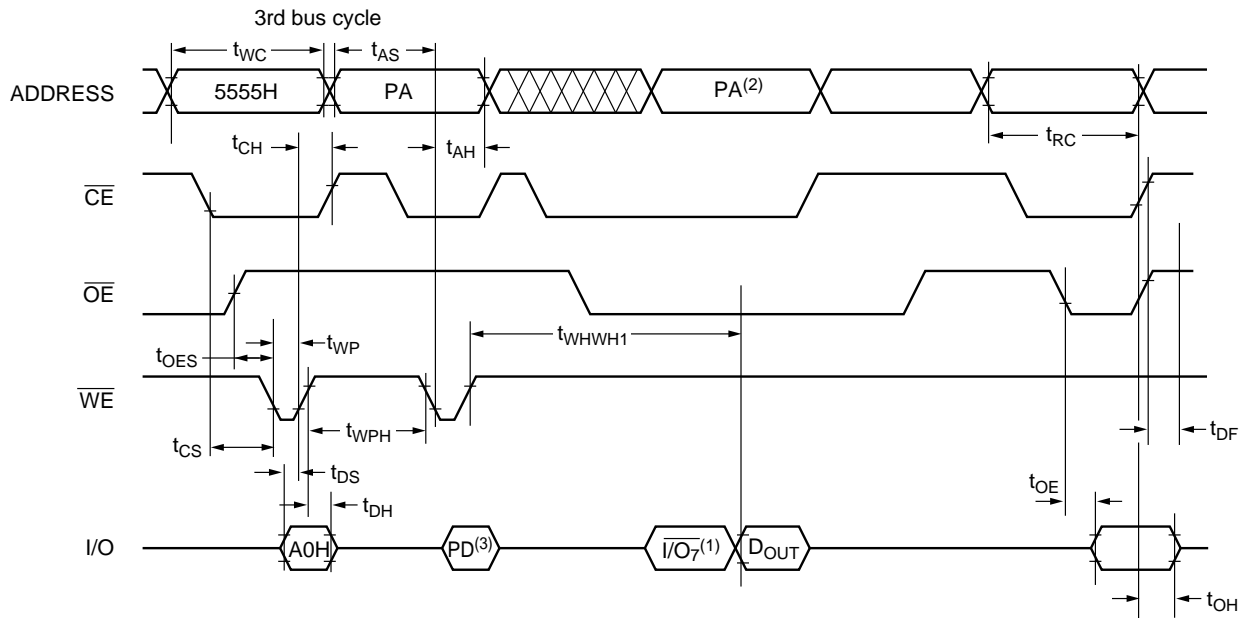 3rd bus cycle
tWC tAS
ADDRESS 5555H PA PA(2)
tCH tAH tRC
CE
OE
tWP tWHWH1
tOES
WE
tWPH tDF
tCS
tDS tOE
tDH
I/O A0H PD(3) I/O7(1) DOUT
tOH